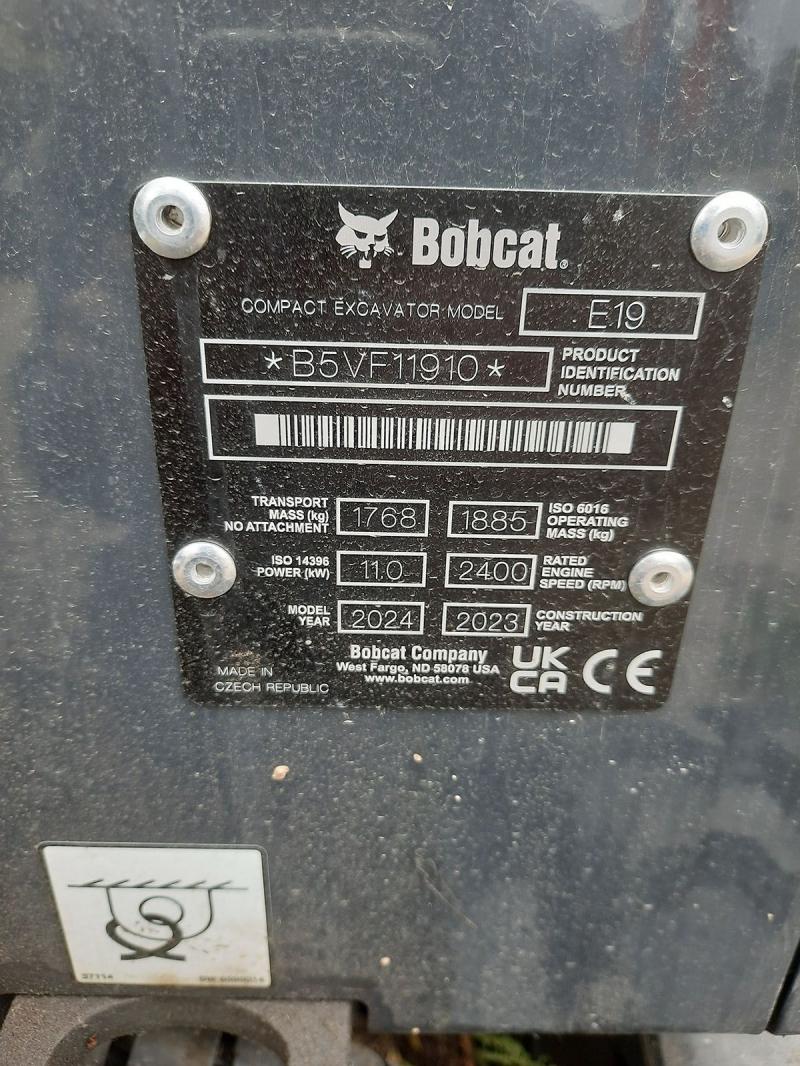 Bobcat®
COMPACT EXCAVATOR MODEL E19
*B5VF11910* PRODUCT IDENTIFICATION NUMBER
TRANSPORT MASS (kg) NO ATTACHMENT 1768 1885 ISO 6016 OPERATING MASS (kg)
ISO 14396 POWER (kW) 11.0 2400 RATED ENGINE SPEED (RPM)
MODEL YEAR 2024 2023 CONSTRUCTION YEAR
Bobcat Company
West Fargo, ND 58078 USA
www.bobcat.com
UK CA CE
MADE IN
CZECH REPUBLIC